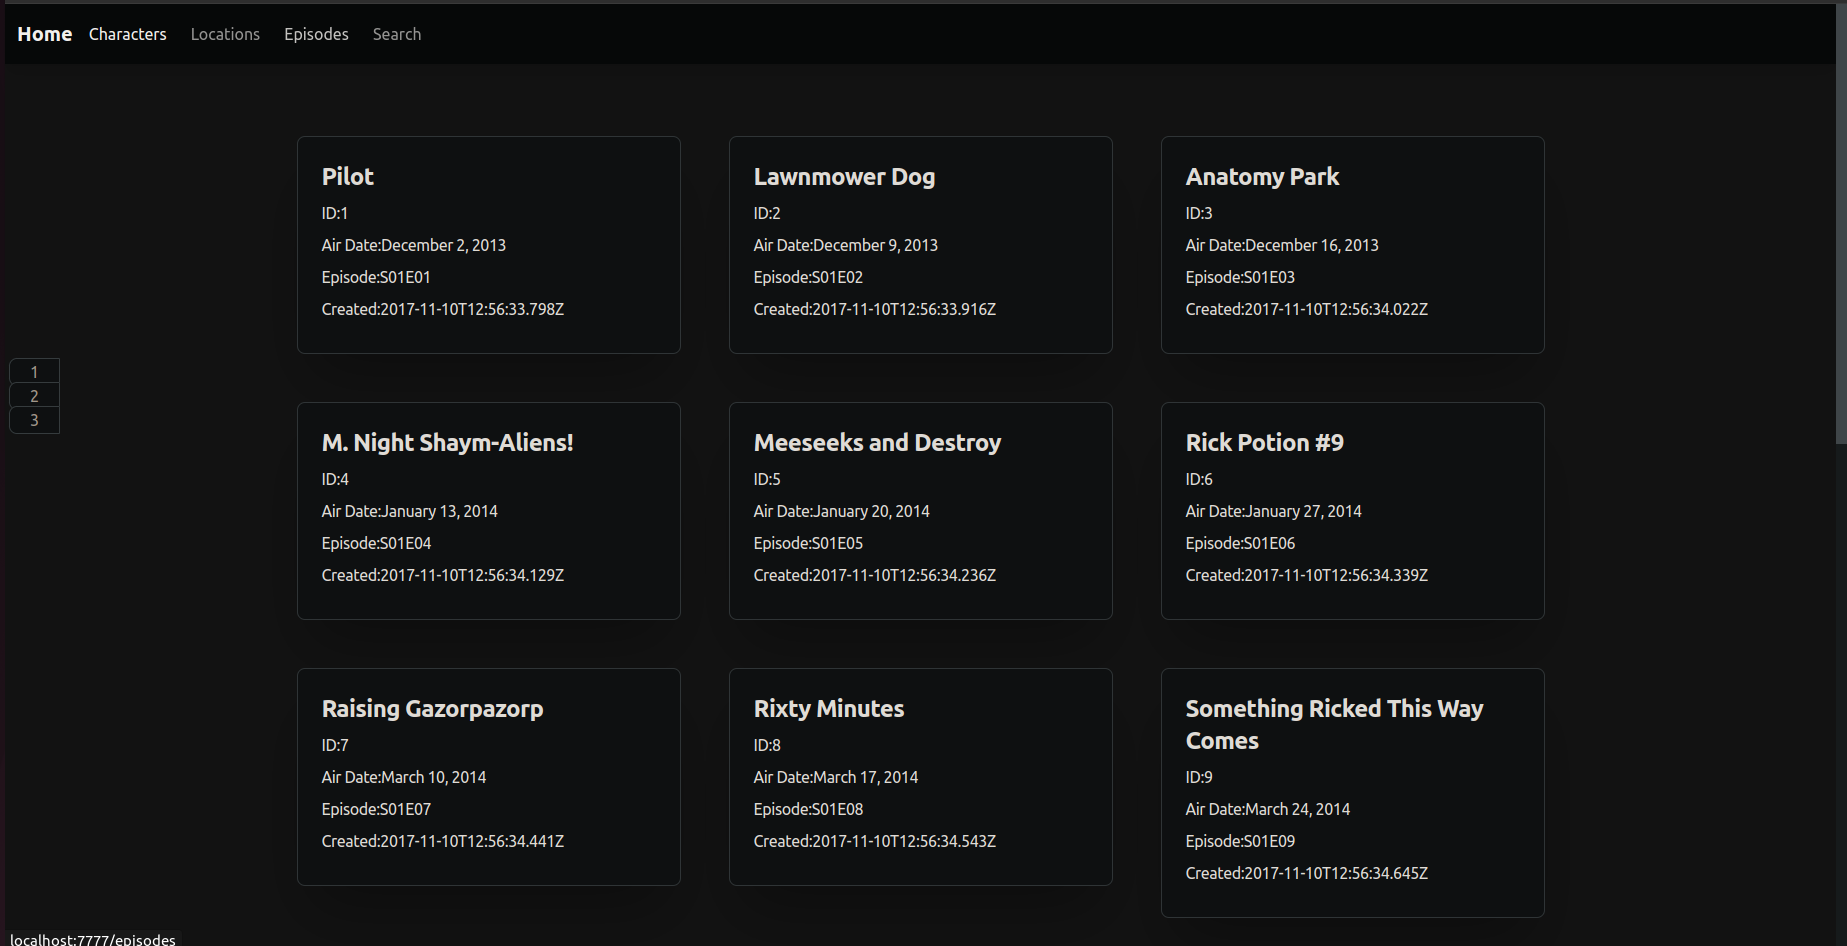 Home Characters Locations Episodes Search
Pilot
ID:1
Air Date:December 2, 2013
Episode:S01E01
Created:2017-11-10T12:56:33.798Z
Lawnmower Dog
ID:2
Air Date:December 9, 2013
Episode:S01E02
Created:2017-11-10T12:56:33.916Z
Anatomy Park
ID:3
Air Date:December 16, 2013
Episode:S01E03
Created:2017-11-10T12:56:34.022Z
1
2
3
M. Night Shaym-Aliens!
ID:4
Air Date:January 13, 2014
Episode:S01E04
Created:2017-11-10T12:56:34.129Z
Meeseeks and Destroy
ID:5
Air Date:January 20, 2014
Episode:S01E05
Created:2017-11-10T12:56:34.236Z
Rick Potion #9
ID:6
Air Date:January 27, 2014
Episode:S01E06
Created:2017-11-10T12:56:34.339Z
Raising Gazorpazorp
ID:7
Air Date:March 10, 2014
Episode:S01E07
Created:2017-11-10T12:56:34.441Z
Rixty Minutes
ID:8
Air Date:March 17, 2014
Episode:S01E08
Created:2017-11-10T12:56:34.543Z
Something Ricked This Way
Comes
ID:9
Air Date:March 24, 2014
Episode:S01E09
Created:2017-11-10T12:56:34.645Z
localhost:7777/episodes